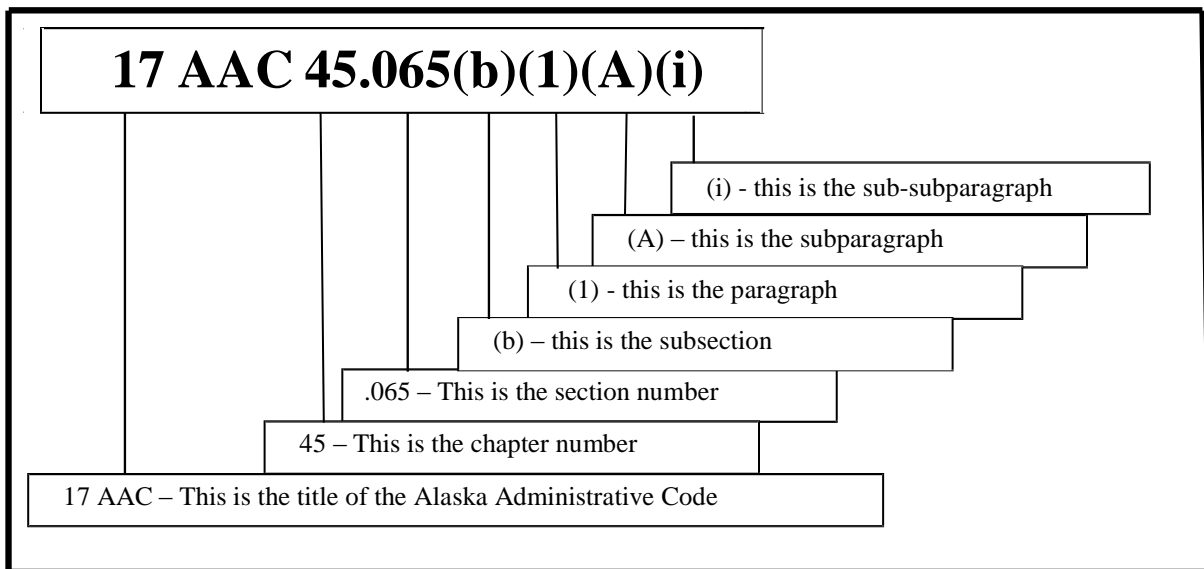 17 AAC 45.065(b)(1)(A)(i)
(i) - this is the sub-subparagraph
(A) – this is the subparagraph
(1) - this is the paragraph
(b) – this is the subsection
.065 – This is the section number
45 – This is the chapter number
17 AAC – This is the title of the Alaska Administrative Code